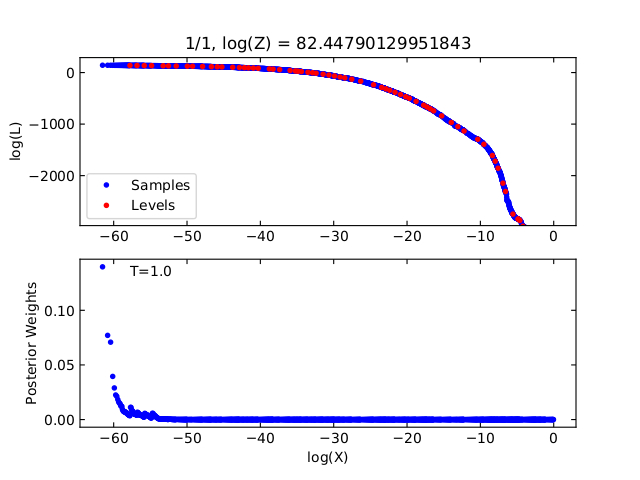 1/1, log(Z) = 82.44790129951843
log(L)
0
−1000
−2000
Samples
Levels
−60 −50 −40 −30 −20 −10 0
T=1.0
Posterior Weights
0.10
0.05
0.00
−60 −50 −40 −30 −20 −10 0
log(X)